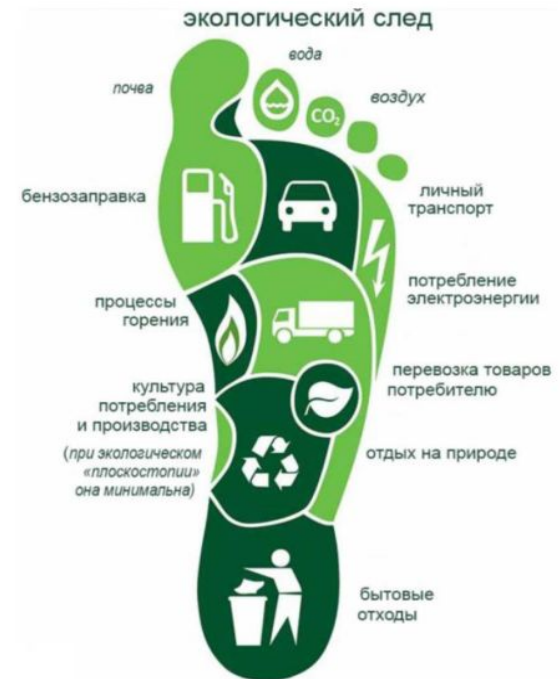 экологический след
вода
почва
воздух
CO₂
бензозаправка
личный
транспорт
потребление
электроэнергии
процессы
горения
перевозка товаров
потребителю
культура
потребления
и производства
(при экологическом
«плоскостопии»
она минимальна)
отдых на природе
бытовые
отходы